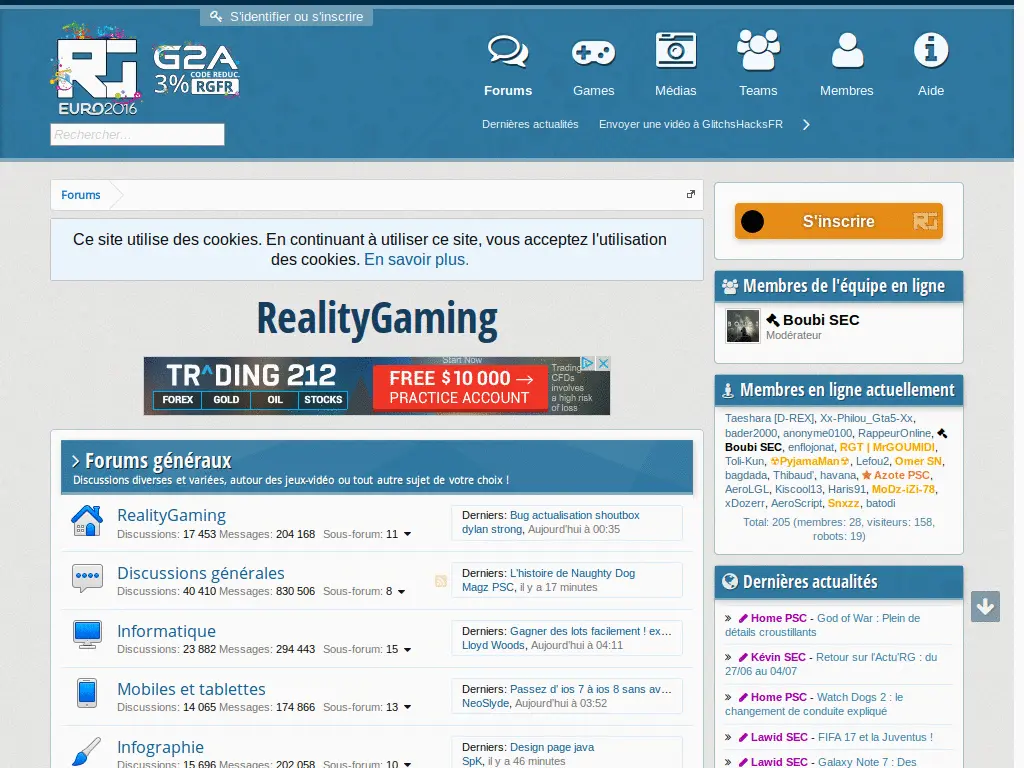 S'identifier ou s'inscrire
RG
EURO2016
G2A
3% CODE REDUC. RGFR
Rechercher...
Forums
Games
Médias
Teams
Membres
Aide
Dernières actualités
Envoyer une vidéo à GlitchsHacksFR
Forums
Ce site utilise des cookies. En continuant à utiliser ce site, vous acceptez l'utilisation
des cookies. En savoir plus.
RealityGaming
TRADING 212
FOREX GOLD OIL STOCKS
Start Now
FREE $10 000 →
PRACTICE ACCOUNT
Trading
CFDs
involves
a high risk
of loss
Forums généraux
Discussions diverses et variées, autour des jeux-vidéo ou tout autre sujet de votre choix !
RealityGaming
Discussions: 17 453 Messages: 204 168 Sous-forum: 11
Derniers: Bug actualisation shoutbox
dylan strong, Aujourd'hui à 00:35
Discussions générales
Discussions: 40 410 Messages: 830 506 Sous-forum: 8
Derniers: L'histoire de Naughty Dog
Magz PSC, il y a 17 minutes
Informatique
Discussions: 23 882 Messages: 294 443 Sous-forum: 15
Derniers: Gagner des lots facilement ! ex...
Lloyd Woods, Aujourd'hui à 04:11
Mobiles et tablettes
Discussions: 14 065 Messages: 174 866 Sous-forum: 13
Derniers: Passez d' ios 7 à ios 8 sans av...
NeoSlyde, Aujourd'hui à 03:52
Infographie
Discussions: 15 696 Messages: 202 058 Sous-forum: 10
Derniers: Design page java
SpK, il y a 46 minutes
S'inscrire
Membres de l'équipe en ligne
Boubi SEC
Modérateur
Membres en ligne actuellement
Taeshara [D-REX], Xx-Philou_Gta5-Xx,
bader2000, anonyme0100, RappeurOnline,
Boubi SEC, enflojonat, RGT | MrGOUMIDI,
Toli-Kun, ☢PyjamaMan☢, Lefou2, Omer SN,
bagdada, Thibaud', havana, ★ Azote PSC,
AeroLGL, Kiscool13, Haris91, MoDz-iZi-78,
xDozerr, AeroScript, Snxzz, batodi
Total: 205 (membres: 28, visiteurs: 158,
robots: 19)
Dernières actualités
» Home PSC - God of War : Plein de
détails croustillants
» Kévin SEC - Retour sur l'Actu'RG : du
27/06 au 04/07
» Home PSC - Watch Dogs 2 : le
changement de conduite expliqué
» Lawid SEC - FIFA 17 et la Juventus !
» Lawid SEC - Galaxy Note 7 : Des